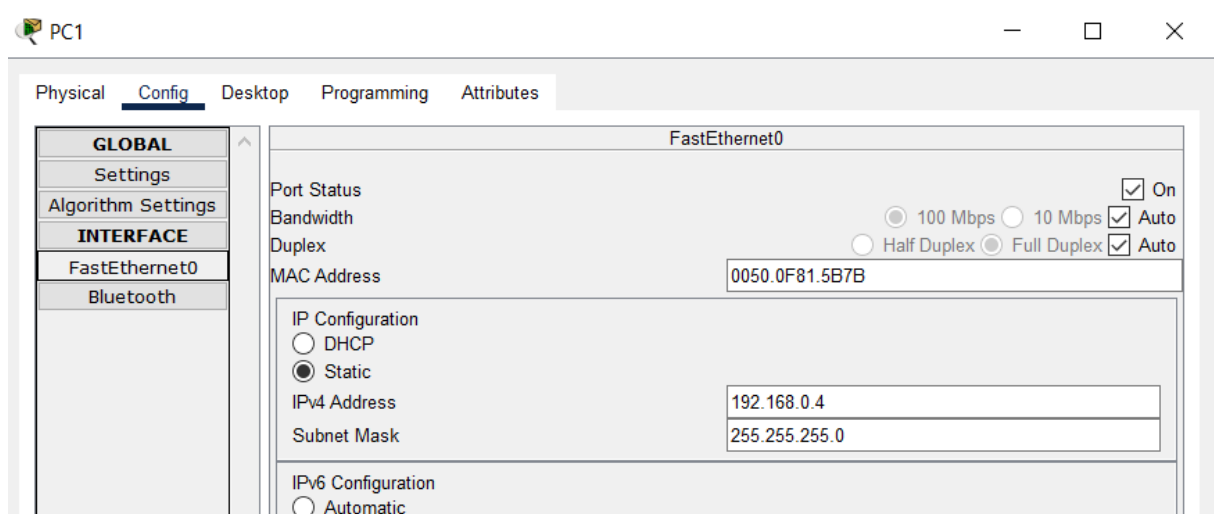 PC1
Physical Config Desktop Programming Attributes
GLOBAL
Settings
Algorithm Settings
INTERFACE
FastEthernet0
Bluetooth
FastEthernet0
Port Status On
Bandwidth 100 Mbps 10 Mbps Auto
Duplex Half Duplex Full Duplex Auto
MAC Address 0050.0F81.5B7B
IP Configuration
DHCP
Static
IPv4 Address 192.168.0.4
Subnet Mask 255.255.255.0
IPv6 Configuration
Automatic